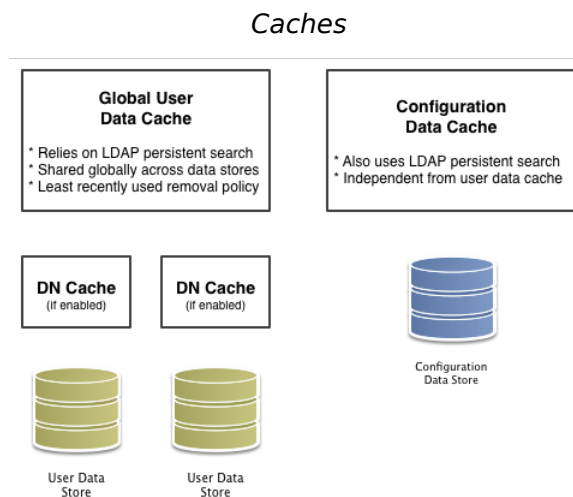 Caches
Global User
Data Cache
* Relies on LDAP persistent search
* Shared globally across data stores
* Least recently used removal policy
Configuration
Data Cache
* Also uses LDAP persistent search
* Independent from user data cache
DN Cache
(if enabled)
DN Cache
(if enabled)
Configuration
Data Store
User Data
Store
User Data
Store